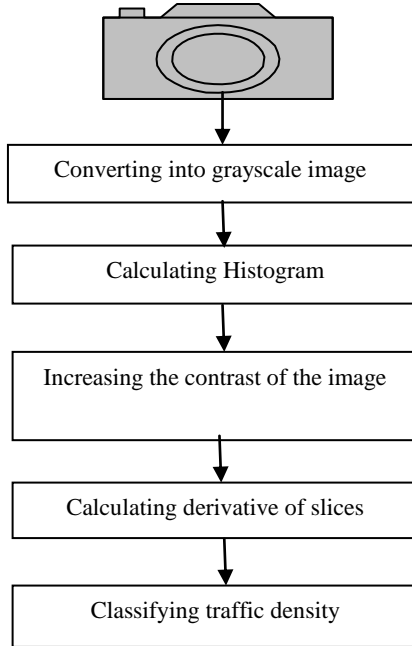 Converting into grayscale image
Calculating Histogram
Increasing the contrast of the image
Calculating derivative of slices
Classifying traffic density